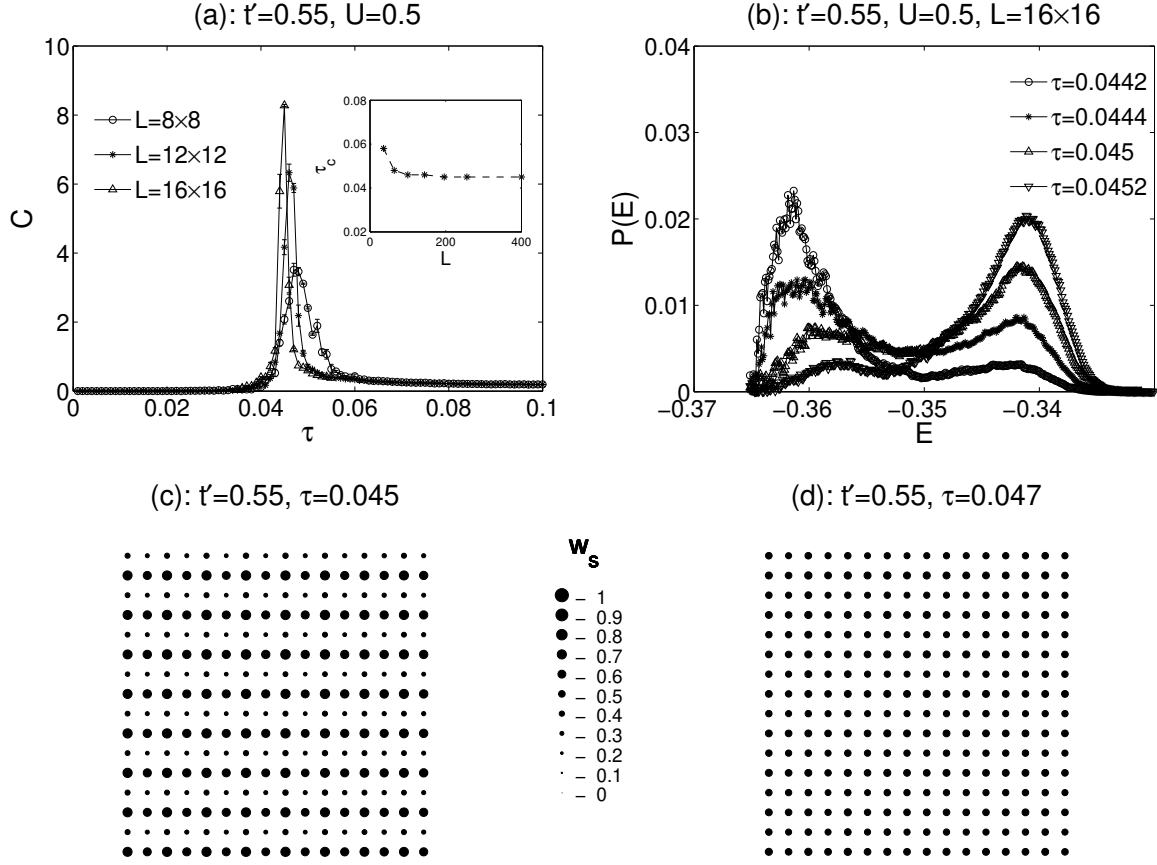 (a): t′=0.55, U=0.5
10
8
6
4
2
0
C
0
0.02
0.04
0.06
0.08
0.1
τ
L=8×8
L=12×12
L=16×16
0.08
0.06
0.04
0.02
τc
0
200
400
L
(b): t′=0.55, U=0.5, L=16×16
0.04
0.03
0.02
0.01
0
P(E)
−0.37
−0.36
−0.35
−0.34
E
τ=0.0442
τ=0.0444
τ=0.045
τ=0.0452
(c): t′=0.55, τ=0.045
ws
– 1
– 0.9
– 0.8
– 0.7
– 0.6
– 0.5
– 0.4
– 0.3
– 0.2
– 0.1
– 0
(d): t′=0.55, τ=0.047